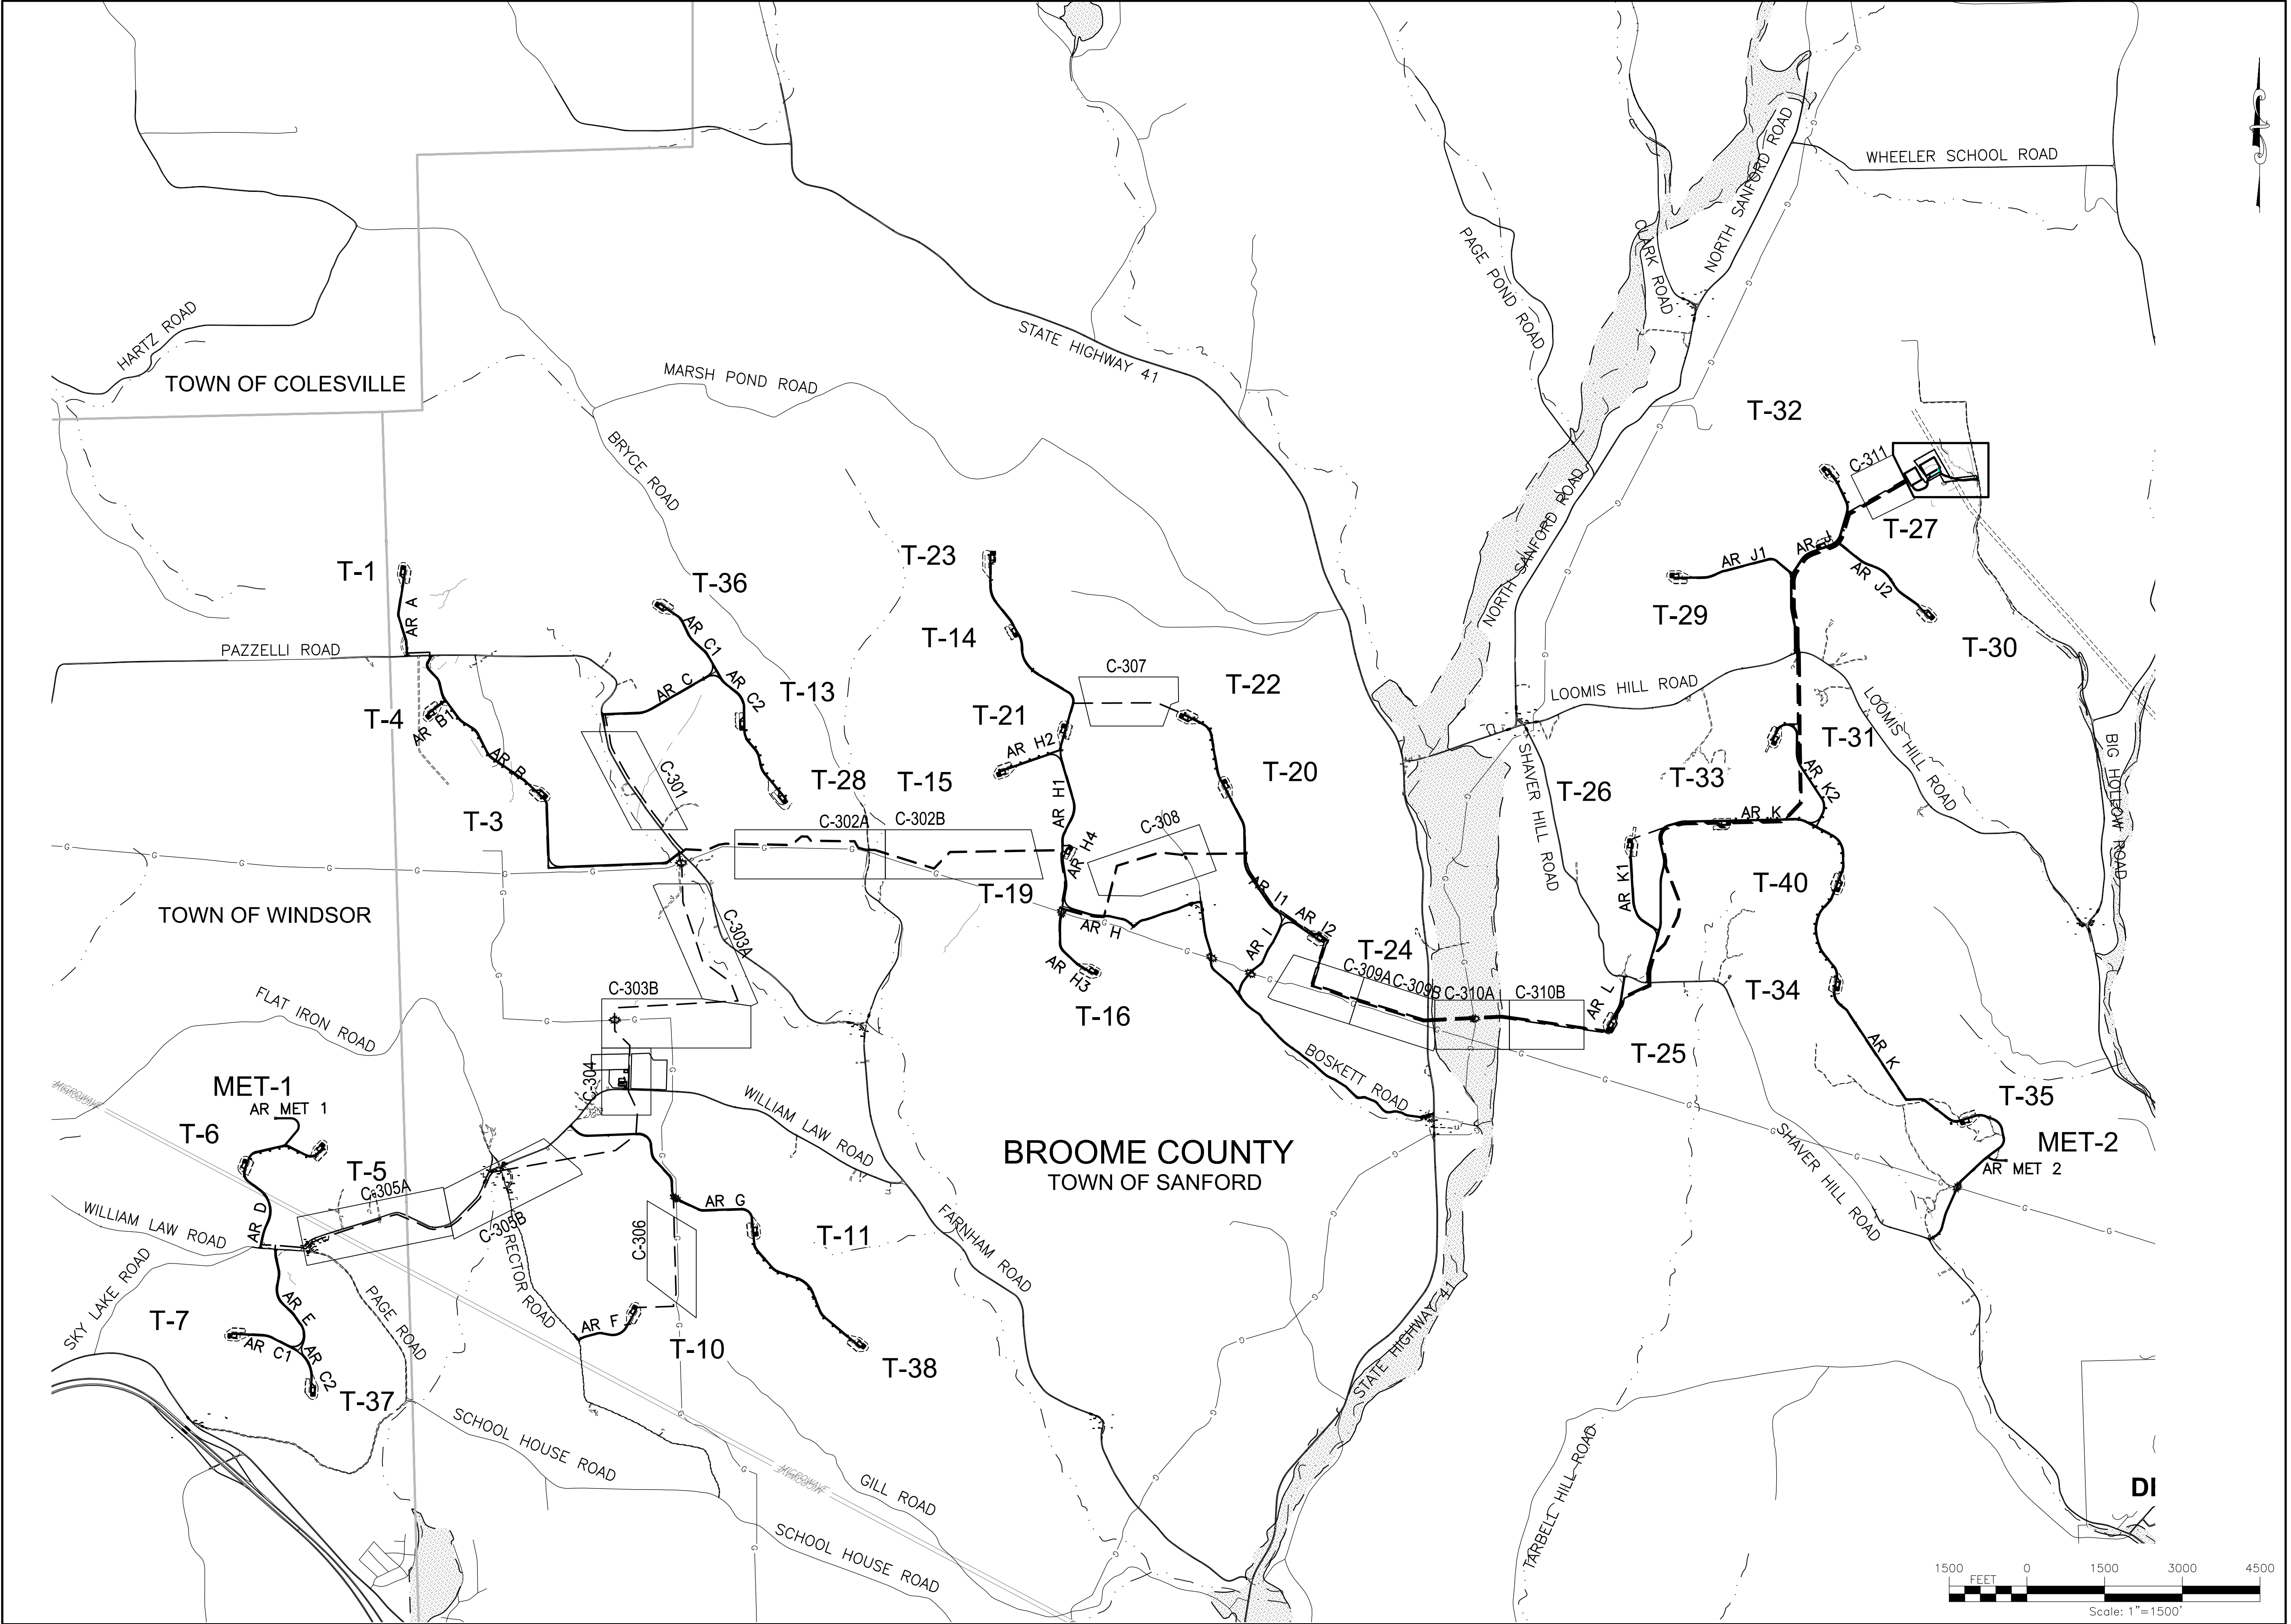 WHEELER SCHOOL ROAD
NORTH SANFORD ROAD
CLARK ROAD
PAGE POND ROAD
HARTZ ROAD
STATE HIGHWAY 41
TOWN OF COLESVILLE
MARSH POND ROAD
T-32
BRYCE ROAD
C-311
NORTH SANFORD ROAD
T-27
T-23
T-1
T-36
AR J
AR J1
AR J2
T-29
AR A
AR C1
T-14
PAZZELLI ROAD
T-30
C-307
T-22
AR C
AR C2
T-13
LOOMIS HILL ROAD
LOOMIS HILL ROAD
T-4
AR B1
T-21
T-31
BIG HOLLOW ROAD
AR H2
AR B
C-301
T-28
T-15
T-20
T-26
T-33
SHAVER HILL ROAD
AR K2
AR H1
T-3
C-302A
C-302B
C-308
AR K
AR H4
T-40
AR K1
T-19
AR I1
TOWN OF WINDSOR
C-303A
AR H
AR I2
AR I
T-24
AR H3
C-309A
C-309B
C-310A
C-310B
T-34
C-303B
AR L
T-16
FLAT IRON ROAD
T-25
AR K
BOSKETT ROAD
MICROWAVE
C-304
MET-1
AR MET 1
T-35
WILLIAM LAW ROAD
T-6
BROOME COUNTY
TOWN OF SANFORD
SHAVER HILL ROAD
MET-2
AR MET 2
T-5
C-305A
AR D
WILLIAM LAW ROAD
C-305B
AR G
T-11
C-306
FARNHAM ROAD
RECTOR ROAD
SKY LAKE ROAD
PAGE ROAD
AR E
T-7
AR F
AR C1
AR C2
T-10
T-38
T-37
STATE HIGHWAY 41
SCHOOL HOUSE ROAD
MICROWAVE
GILL ROAD
TARBELL HILL ROAD
DI
SCHOOL HOUSE ROAD
1500 0 1500 3000 4500
FEET
Scale: 1"=1500'